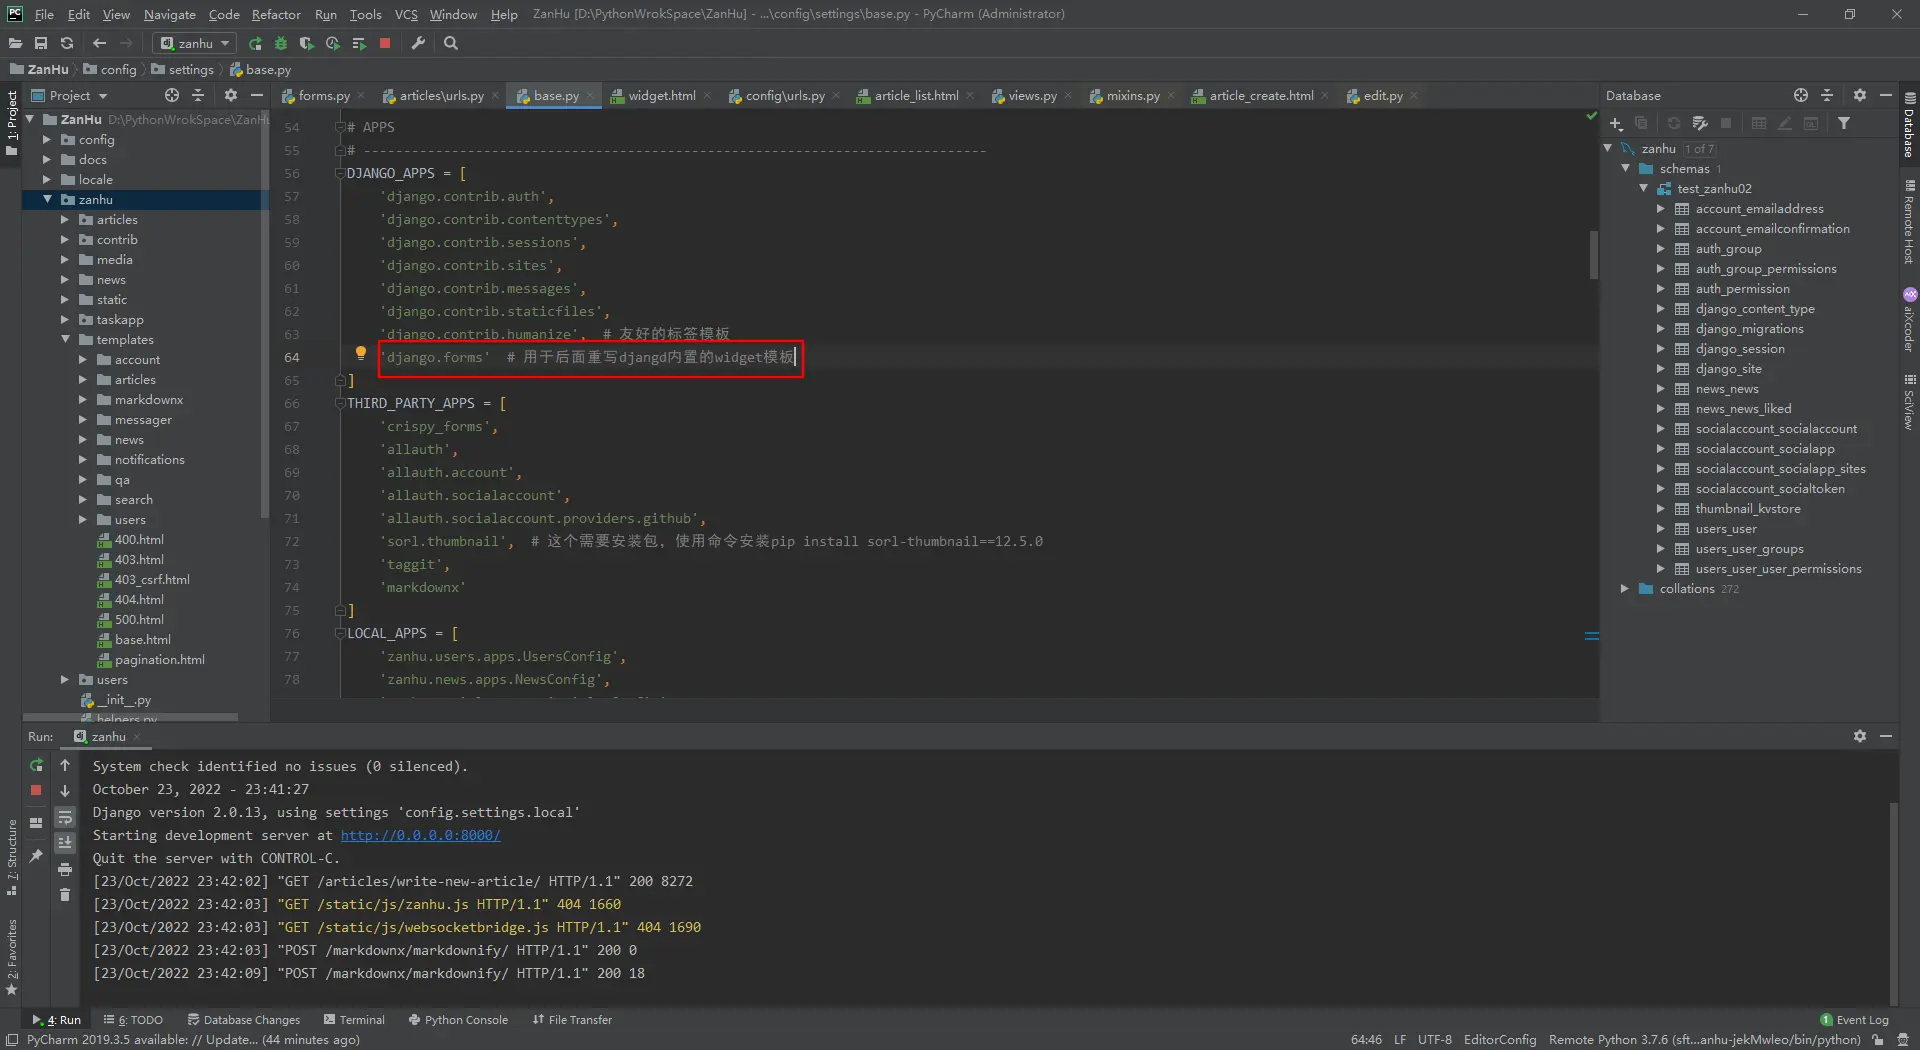 File Edit View Navigate Code Refactor Run Tools VCS Window Help ZanHu [D:\PythonWrokSpace\ZanHu] - ...\config\settings\base.py - PyCharm (Administrator)
zanhu
ZanHu config settings base.py
Project
forms.py articles\urls.py base.py widget.html config\urls.py article_list.html views.py mixins.py article_create.html edit.py
Database
1: Project
ZanHu D:\PythonWrokSpace\ZanH
config
docs
locale
zanhu
articles
contrib
media
news
static
taskapp
templates
account
articles
markdownx
messager
news
notifications
qa
search
users
400.html
403.html
403_csrf.html
404.html
500.html
base.html
pagination.html
users
__init__.py
helpers.py
54 # APPS
55 # ------------------------------------------------------------------------------
56 DJANGO_APPS = [
57 'django.contrib.auth',
58 'django.contrib.contenttypes',
59 'django.contrib.sessions',
60 'django.contrib.sites',
61 'django.contrib.messages',
62 'django.contrib.staticfiles',
63 'django.contrib.humanize', # 友好的标签模板
64 'django.forms' # 用于后面重写djangd内置的widget模板
65 ]
66 THIRD_PARTY_APPS = [
67 'crispy_forms',
68 'allauth',
69 'allauth.account',
70 'allauth.socialaccount',
71 'allauth.socialaccount.providers.github',
72 'sorl.thumbnail', # 这个需要安装包，使用命令安装pip install sorl-thumbnail==12.5.0
73 'taggit',
74 'markdownx'
75 ]
76 LOCAL_APPS = [
77 'zanhu.users.apps.UsersConfig',
78 'zanhu.news.apps.NewsConfig',
zanhu 1 of 7
schemas 1
test_zanhu02
account_emailaddress
account_emailconfirmation
auth_group
auth_group_permissions
auth_permission
django_content_type
django_migrations
django_session
django_site
news_news
news_news_liked
socialaccount_socialaccount
socialaccount_socialapp
socialaccount_socialapp_sites
socialaccount_socialtoken
thumbnail_kvstore
users_user
users_user_groups
users_user_user_permissions
collations 272
Database
Remote Host
aiXcoder
SciView
Run: zanhu
System check identified no issues (0 silenced).
October 23, 2022 - 23:41:27
Django version 2.0.13, using settings 'config.settings.local'
Starting development server at http://0.0.0.0:8000/
Quit the server with CONTROL-C.
[23/Oct/2022 23:42:02] "GET /articles/write-new-article/ HTTP/1.1" 200 8272
[23/Oct/2022 23:42:03] "GET /static/js/zanhu.js HTTP/1.1" 404 1660
[23/Oct/2022 23:42:03] "GET /static/js/websocketbridge.js HTTP/1.1" 404 1690
[23/Oct/2022 23:42:03] "POST /markdownx/markdownify/ HTTP/1.1" 200 0
[23/Oct/2022 23:42:09] "POST /markdownx/markdownify/ HTTP/1.1" 200 18
7: Structure
2: Favorites
4: Run 6: TODO Database Changes Terminal Python Console File Transfer 1 Event Log
PyCharm 2019.3.5 available: // Update... (44 minutes ago) 64:46 LF UTF-8 EditorConfig Remote Python 3.7.6 (sft...anhu-jekMwleo/bin/python)